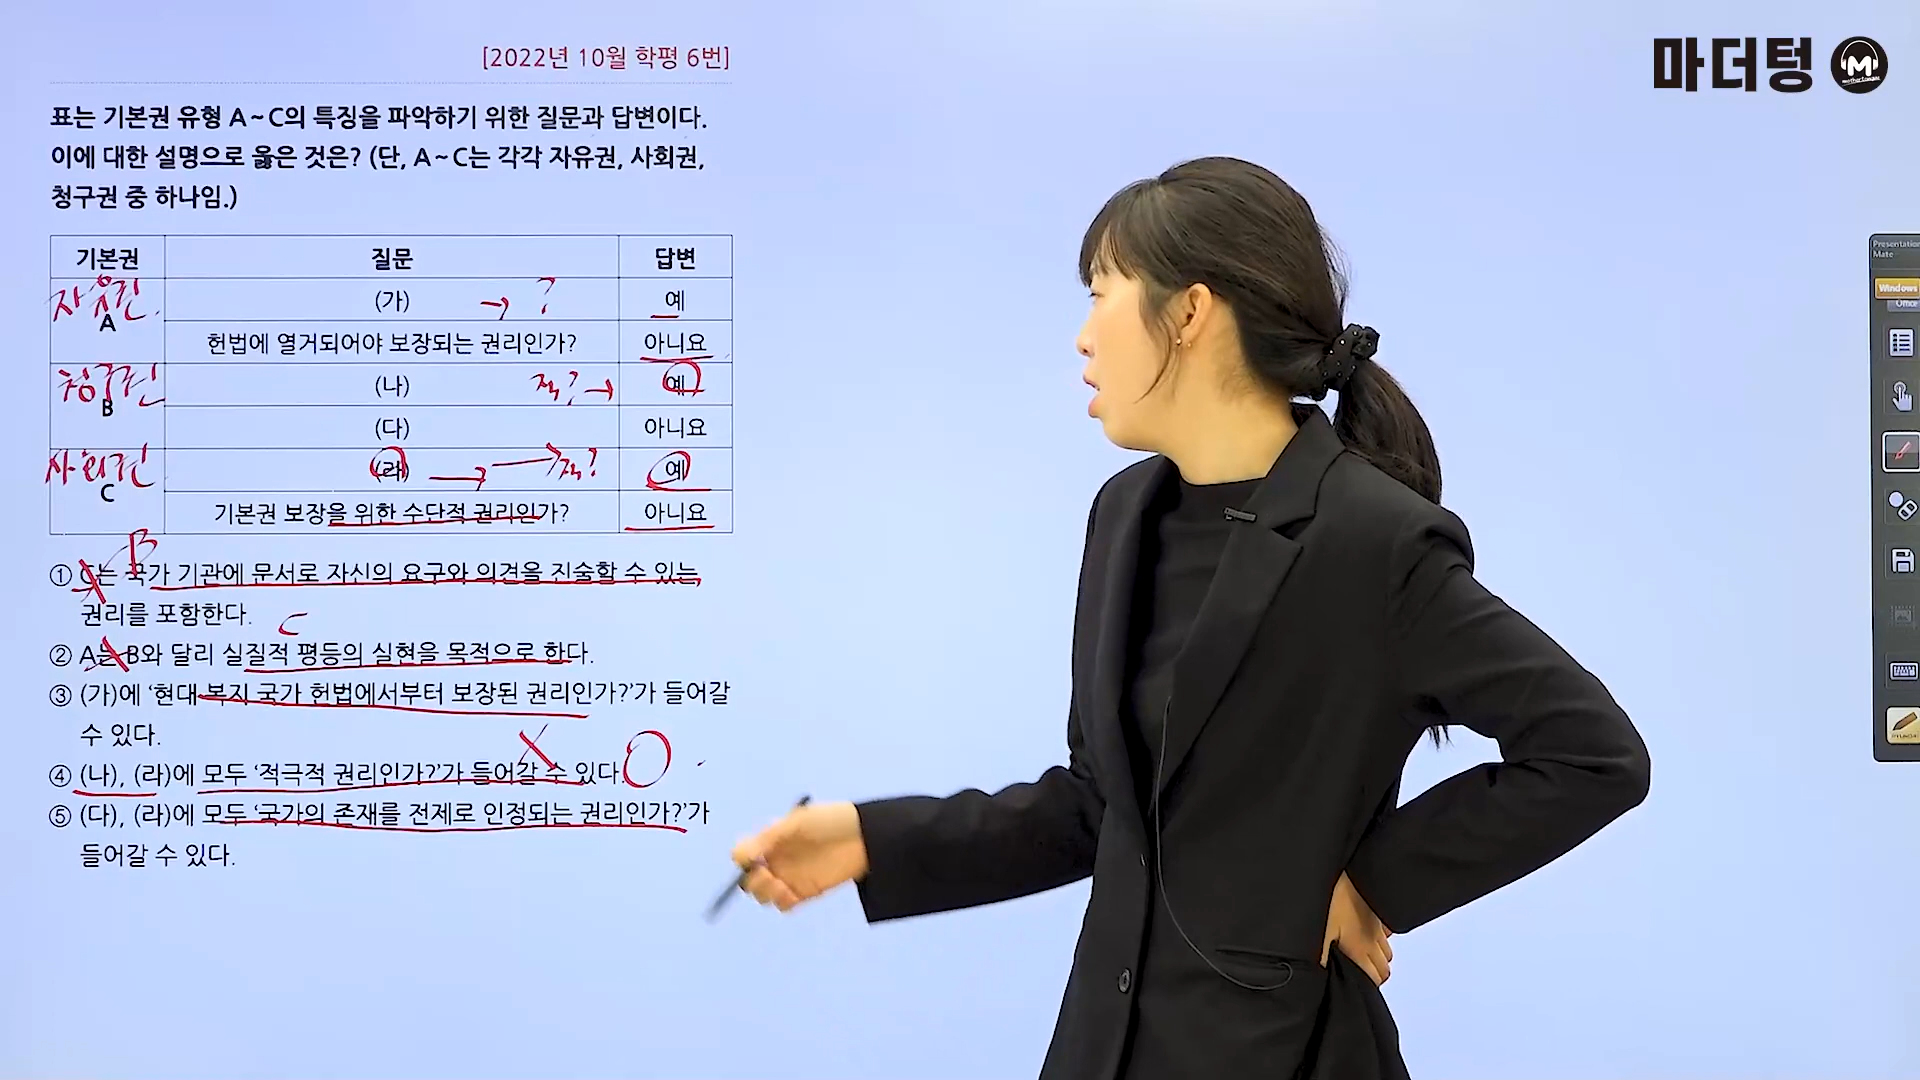 [2022년 10월 학평 6번]
마더텅
표는 기본권 유형 A~C의 특징을 파악하기 위한 질문과 답변이다.
이에 대한 설명으로 옳은 것은? (단, A~C는 각각 자유권, 사회권,
청구권 중 하나임.)
기본권 질문 답변
자유권 A (가) → ? 예
헌법에 열거되어야 보장되는 권리인가? 아니요
청구권 B (나) 적? → 예
(다) 아니요
사회권 C (라) → → 적? 예
기본권 보장을 위한 수단적 권리인가? 아니요
B
① C는 국가 기관에 문서로 자신의 요구와 의견을 진술할 수 있는
권리를 포함한다.
C
② A는 B와 달리 실질적 평등의 실현을 목적으로 한다.
③ (가)에 ‘현대 복지 국가 헌법에서부터 보장된 권리인가?’가 들어갈
수 있다. X
④ (나), (라)에 모두 ‘적극적 권리인가?’가 들어갈 수 있다. O
⑤ (다), (라)에 모두 ‘국가의 존재를 전제로 인정되는 권리인가?’가
들어갈 수 있다.
Presentation
Mate
Windows
Office